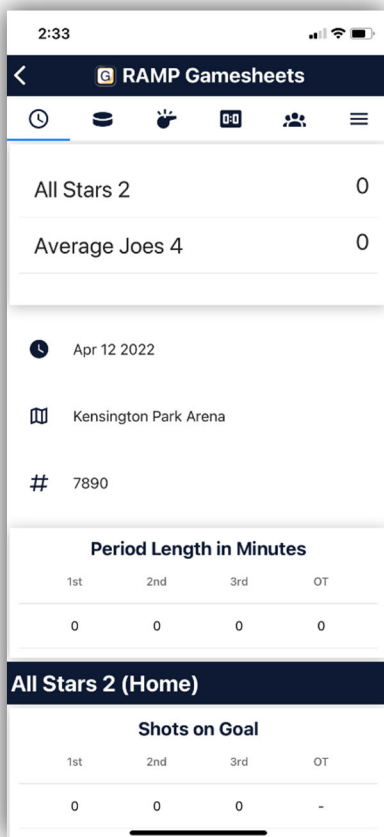 2:33
G RAMP Gamesheets
0:0
All Stars 2 0
Average Joes 4 0
Apr 12 2022
Kensington Park Arena
# 7890
Period Length in Minutes
1st 2nd 3rd OT
0 0 0 0
All Stars 2 (Home)
Shots on Goal
1st 2nd 3rd OT
0 0 0 -